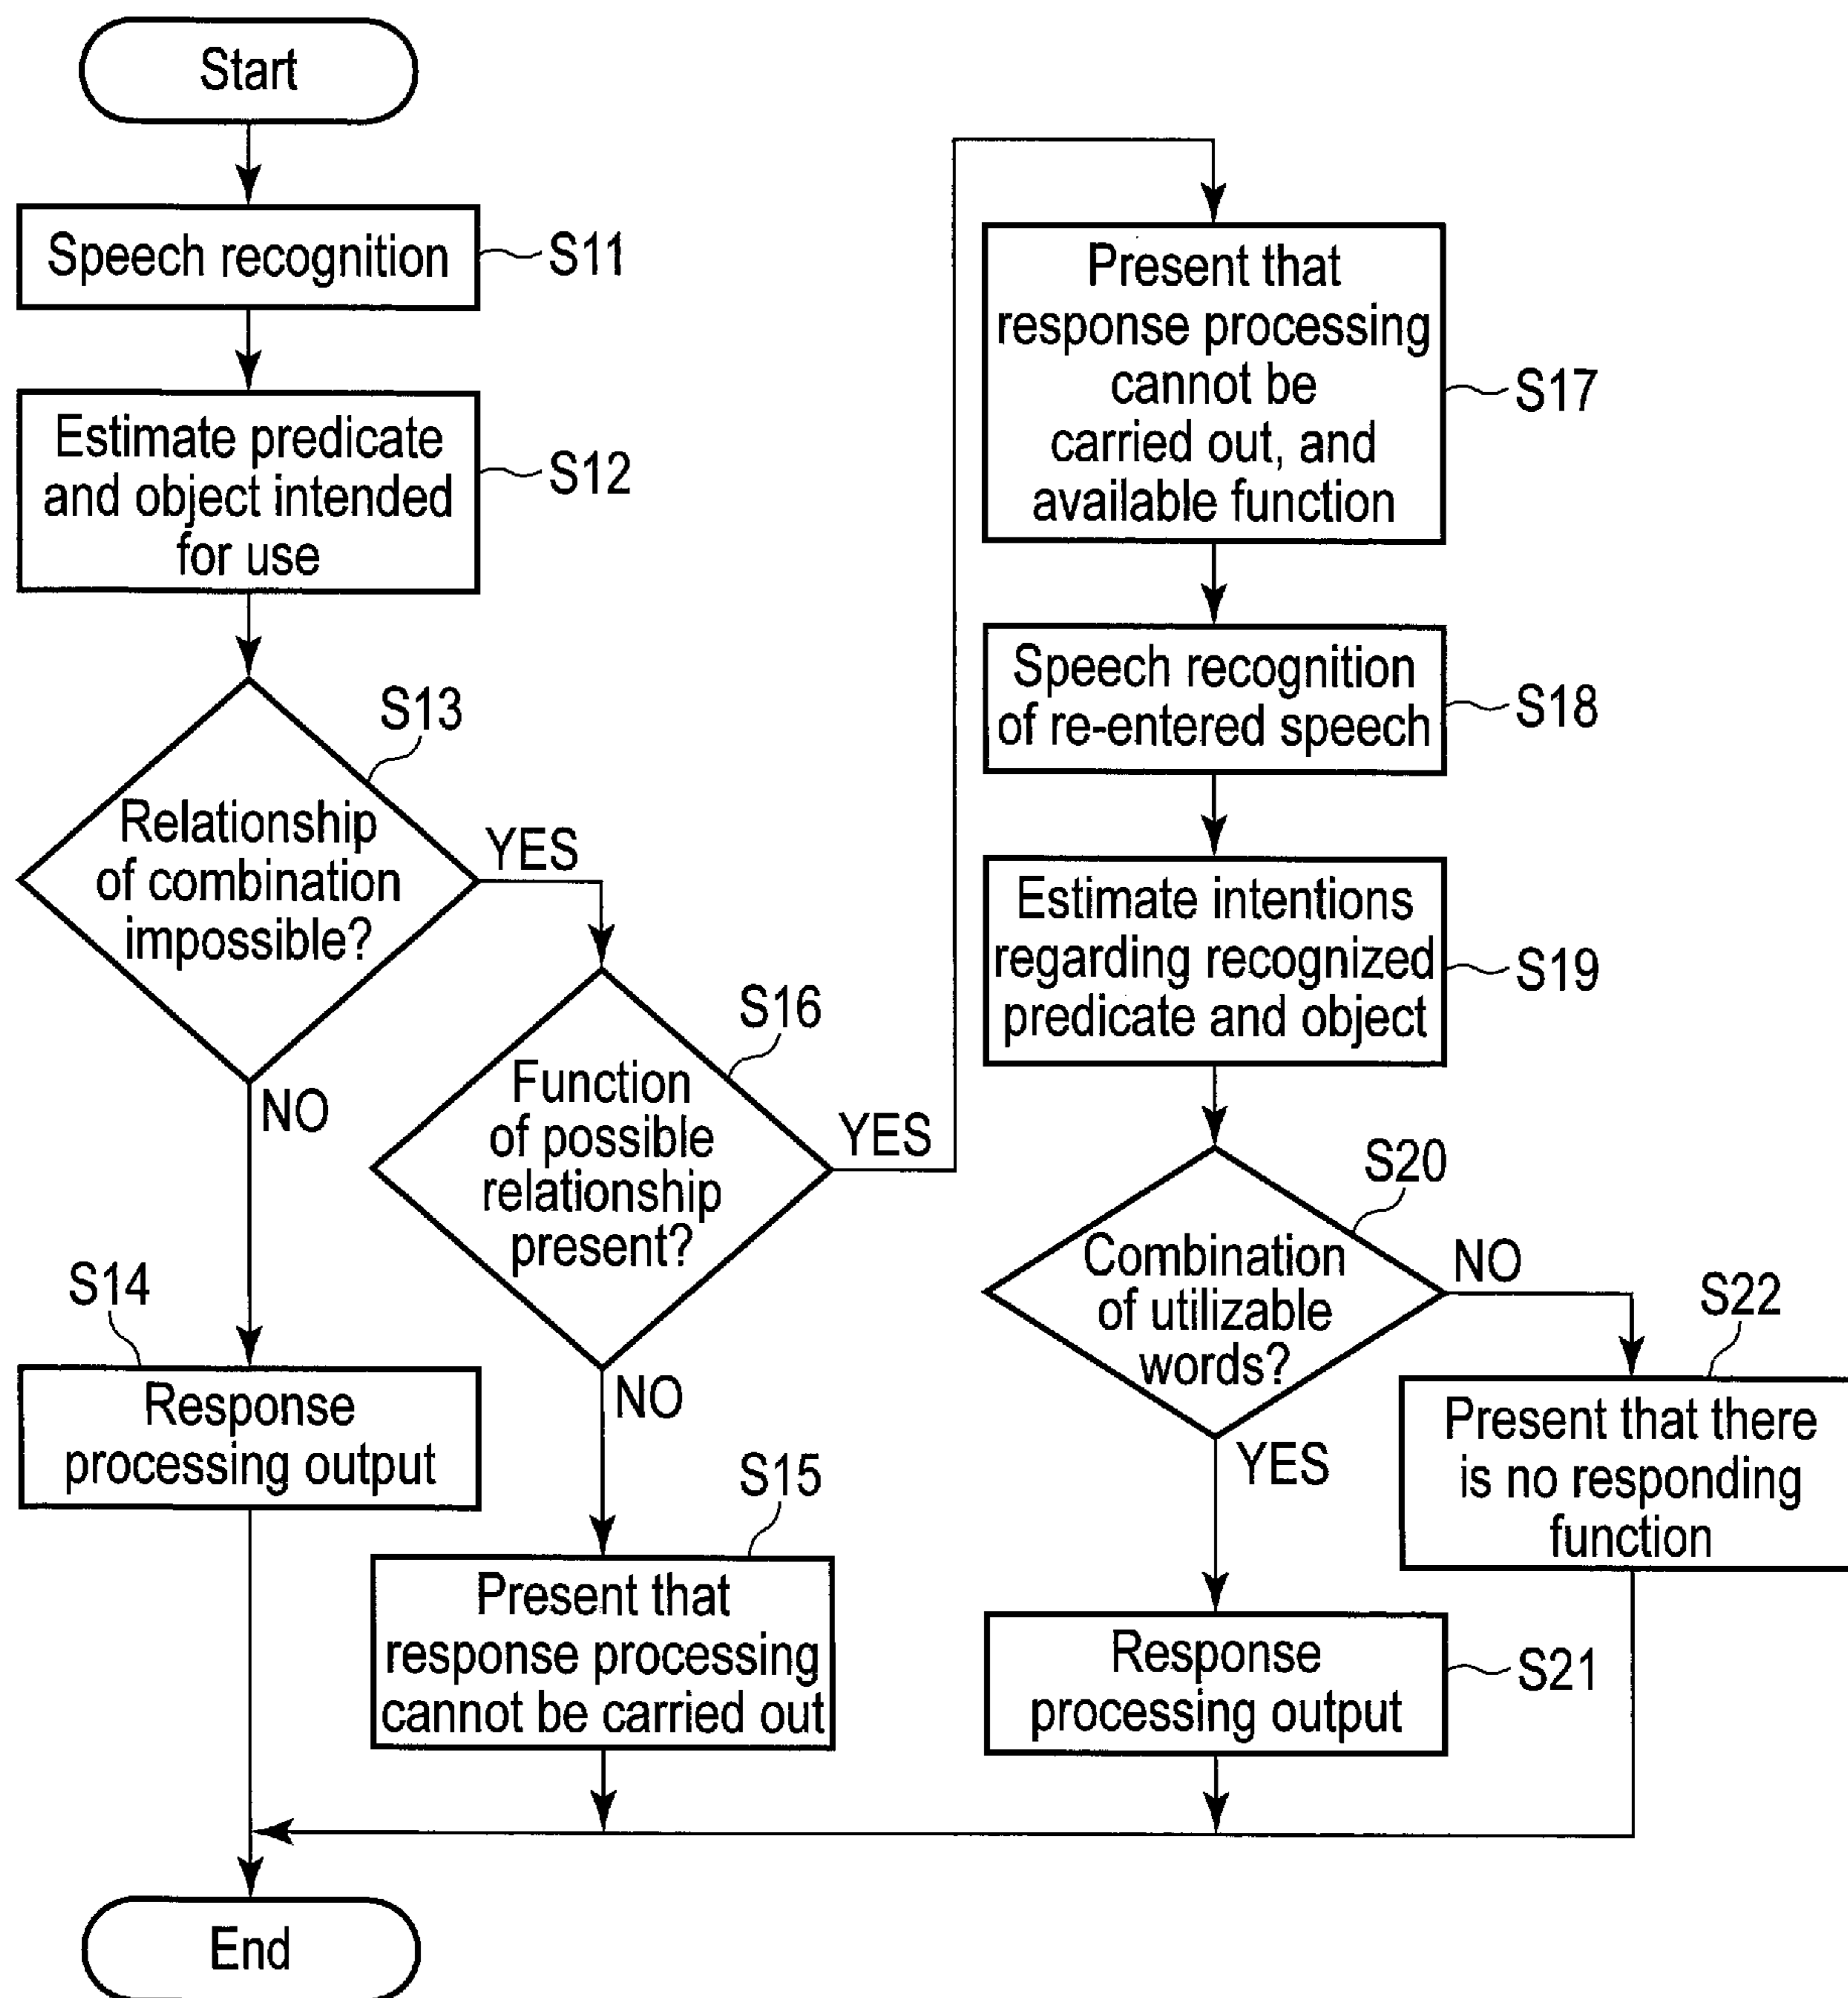 Start
Speech recognition
S11
Estimate predicate
and object intended
for use
S12
S13
Relationship
of combination
impossible?
YES
NO
S14
Response
processing output
S16
Function
of possible
relationship
present?
YES
NO
S15
Present that
response processing
cannot be carried out
Present that
response processing
cannot be
carried out, and
available function
S17
Speech recognition
of re-entered speech
S18
Estimate intentions
regarding recognized
predicate and object
S19
S20
Combination
of utilizable
words?
NO
YES
S22
Present that there
is no responding
function
Response
processing output
S21
End